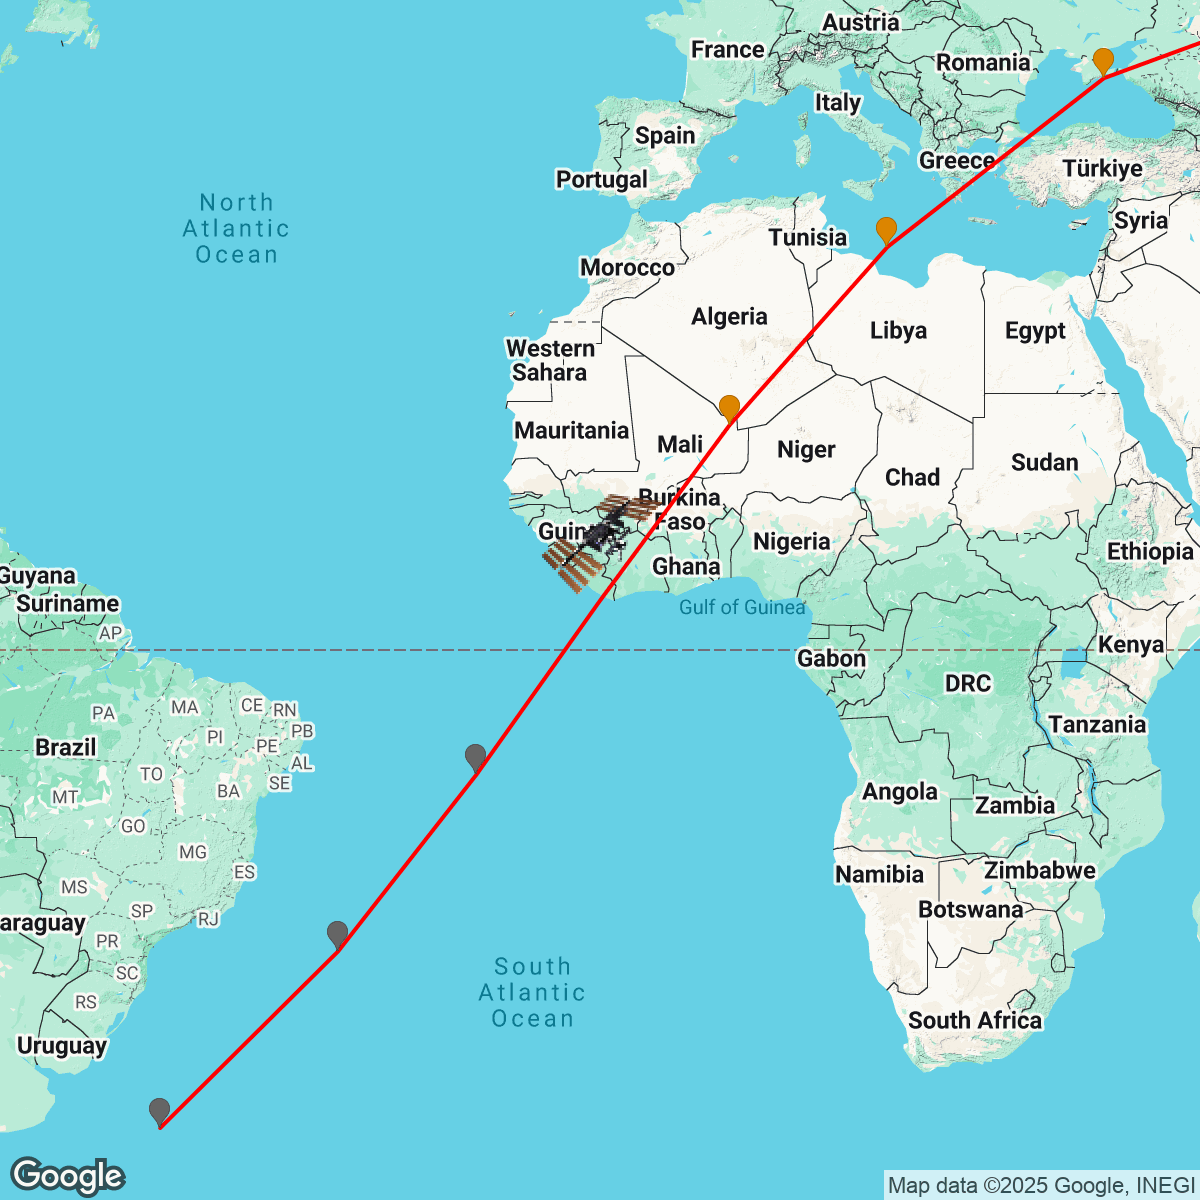 Austria
France
Romania
Italy
Spain
Greece
Portugal
Türkiye
North
Atlantic
Ocean
Syria
Tunisia
Morocco
Algeria
Libya
Egypt
Western
Sahara
Mauritania
Mali
Niger
Chad
Sudan
Burkina
Faso
Nigeria
Ethiopia
Ghana
Guyana
Suriname
Gulf of Guinea
AP
Kenya
Gabon
DRC
PA
MA
CE
RN
PB
PI
PE
AL
Brazil
TO
SE
BA
MT
Tanzania
Angola
Zambia
GO
MG
ES
MS
Namibia
Zimbabwe
SP
RJ
Botswana
araguay
PR
SC
South
Atlantic
Ocean
RS
South Africa
Uruguay
Google
Map data ©2025 Google, INEGI